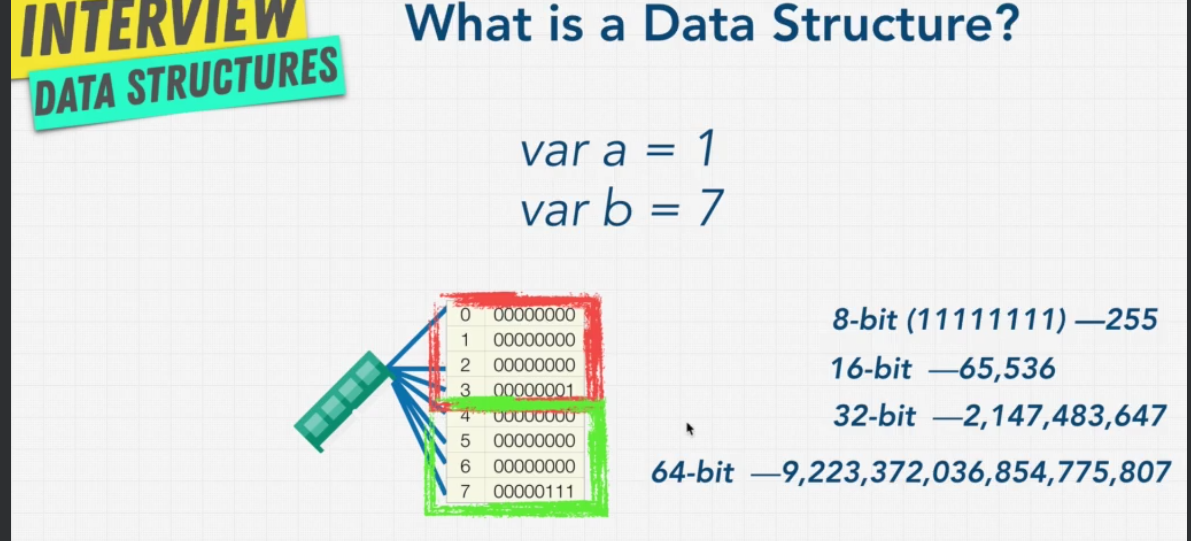 INTERVIEW
DATA STRUCTURES
What is a Data Structure?
var a = 1
var b = 7
0 00000000
1 00000000
2 00000000
3 00000001
4 00000000
5 00000000
6 00000000
7 00000111
8-bit (11111111) —255
16-bit —65,536
32-bit —2,147,483,647
64-bit —9,223,372,036,854,775,807